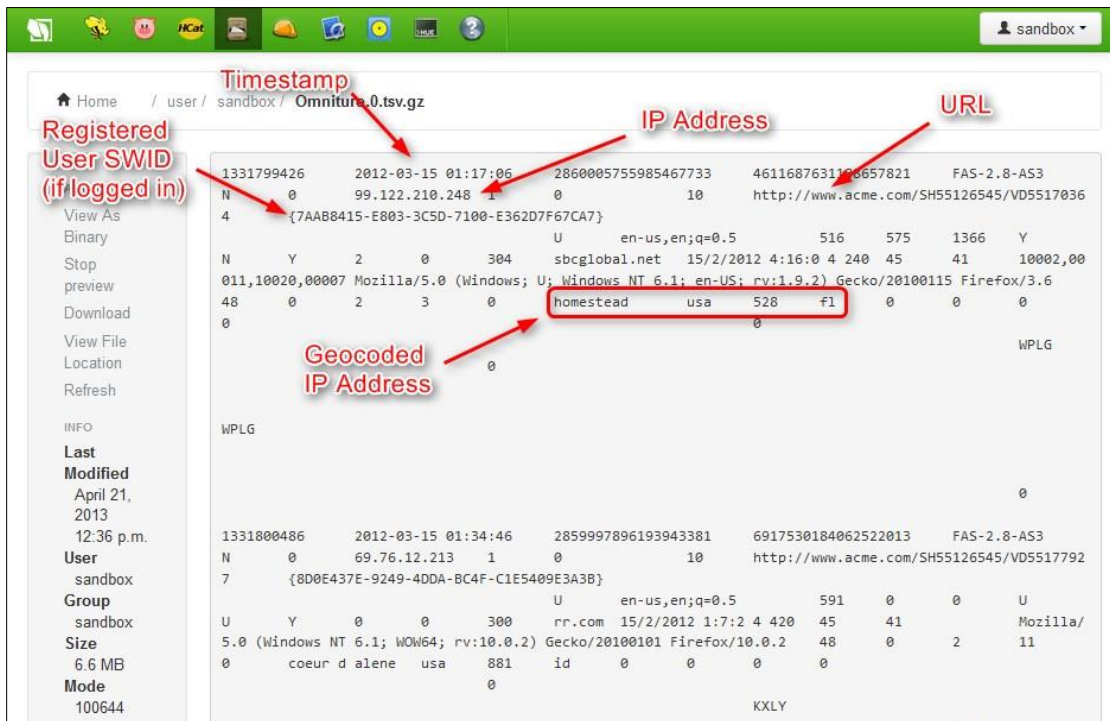 HCat
HUE
?
sandbox
Home / user / sandbox / Omniture.0.tsv.gz
Timestamp
IP Address
URL
Registered
User SWID
(if logged in)
View As
Binary
Stop
preview
Download
View File
Location
Refresh
INFO
Last
Modified
April 21,
2013
12:36 p.m.
User
sandbox
Group
sandbox
Size
6.6 MB
Mode
100644
1331799426 2012-03-15 01:17:06 2860005755985467733 FAS-2.8-AS3
N 0 99.122.210.248 1 0 10 http://www.acme.com/SH55126545/VD5517036
4 {7AAB8415-E803-3C5D-7100-E362D7F67CA7}
U en-us,en;q=0.5 516 575 1366 Y
N Y 2 0 304 sbcglobal.net 15/2/2012 4:16:0 4 240 45 41 10002,00
011,10020,00007 Mozilla/5.0 (Windows; U; Windows NT 6.1; en-US; rv:1.9.2) Gecko/20100115 Firefox/3.6
48 0 2 3 0 homestead usa 528 fl 0 0 0
0 0
WPLG
Geocoded
IP Address
0
WPLG
0
1331800486 2012-03-15 01:34:46 2859997896193943381 6917530184062522013 FAS-2.8-AS3
N 0 69.76.12.213 1 0 10 http://www.acme.com/SH55126545/VD5517792
7 {8D0E437E-9249-4DDA-BC4F-C1E5409E3A3B}
U en-us,en;q=0.5 591 0 0 U
U Y 0 0 300 rr.com 15/2/2012 1:7:2 4 420 45 41 Mozilla/
5.0 (Windows NT 6.1; WOW64; rv:10.0.2) Gecko/20100101 Firefox/10.0.2 48 0 2 11
0 coeur d alene usa 881 id 0 0 0 0
0
KXLY